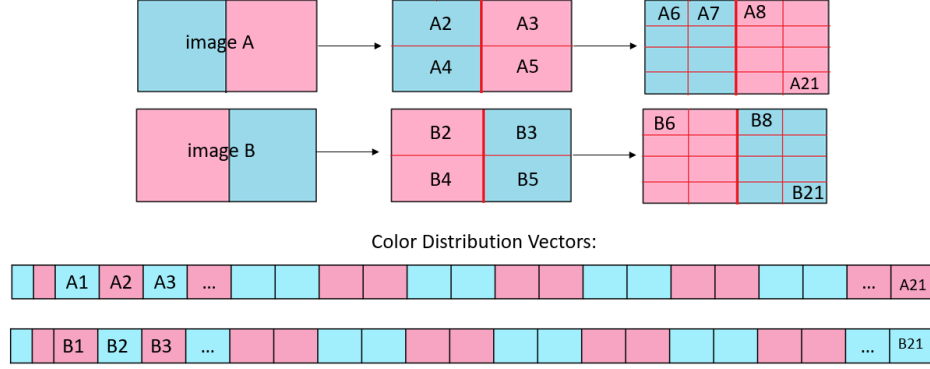 image A
A2 A3
A4 A5
A6 A7 A8
A21
image B
B2 B3
B4 B5
B6 B8
B21
Color Distribution Vectors:
A1 A2 A3 ... ... A21
B1 B2 B3 ... ... B21